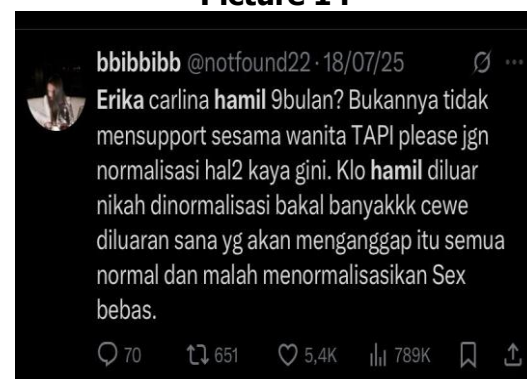 bbibbibb @notfound22 · 18/07/25
Erika carlina hamil 9bulan? Bukannya tidak
mensupport sesama wanita TAPI please jgn
normalisasi hal2 kaya gini. Klo hamil diluar
nikah dinormalisasi bakal banyakkk cewe
diluaran sana yg akan menganggap itu semua
normal dan malah menormalisasikan Sex
bebas.
70 651 5,4K 789K